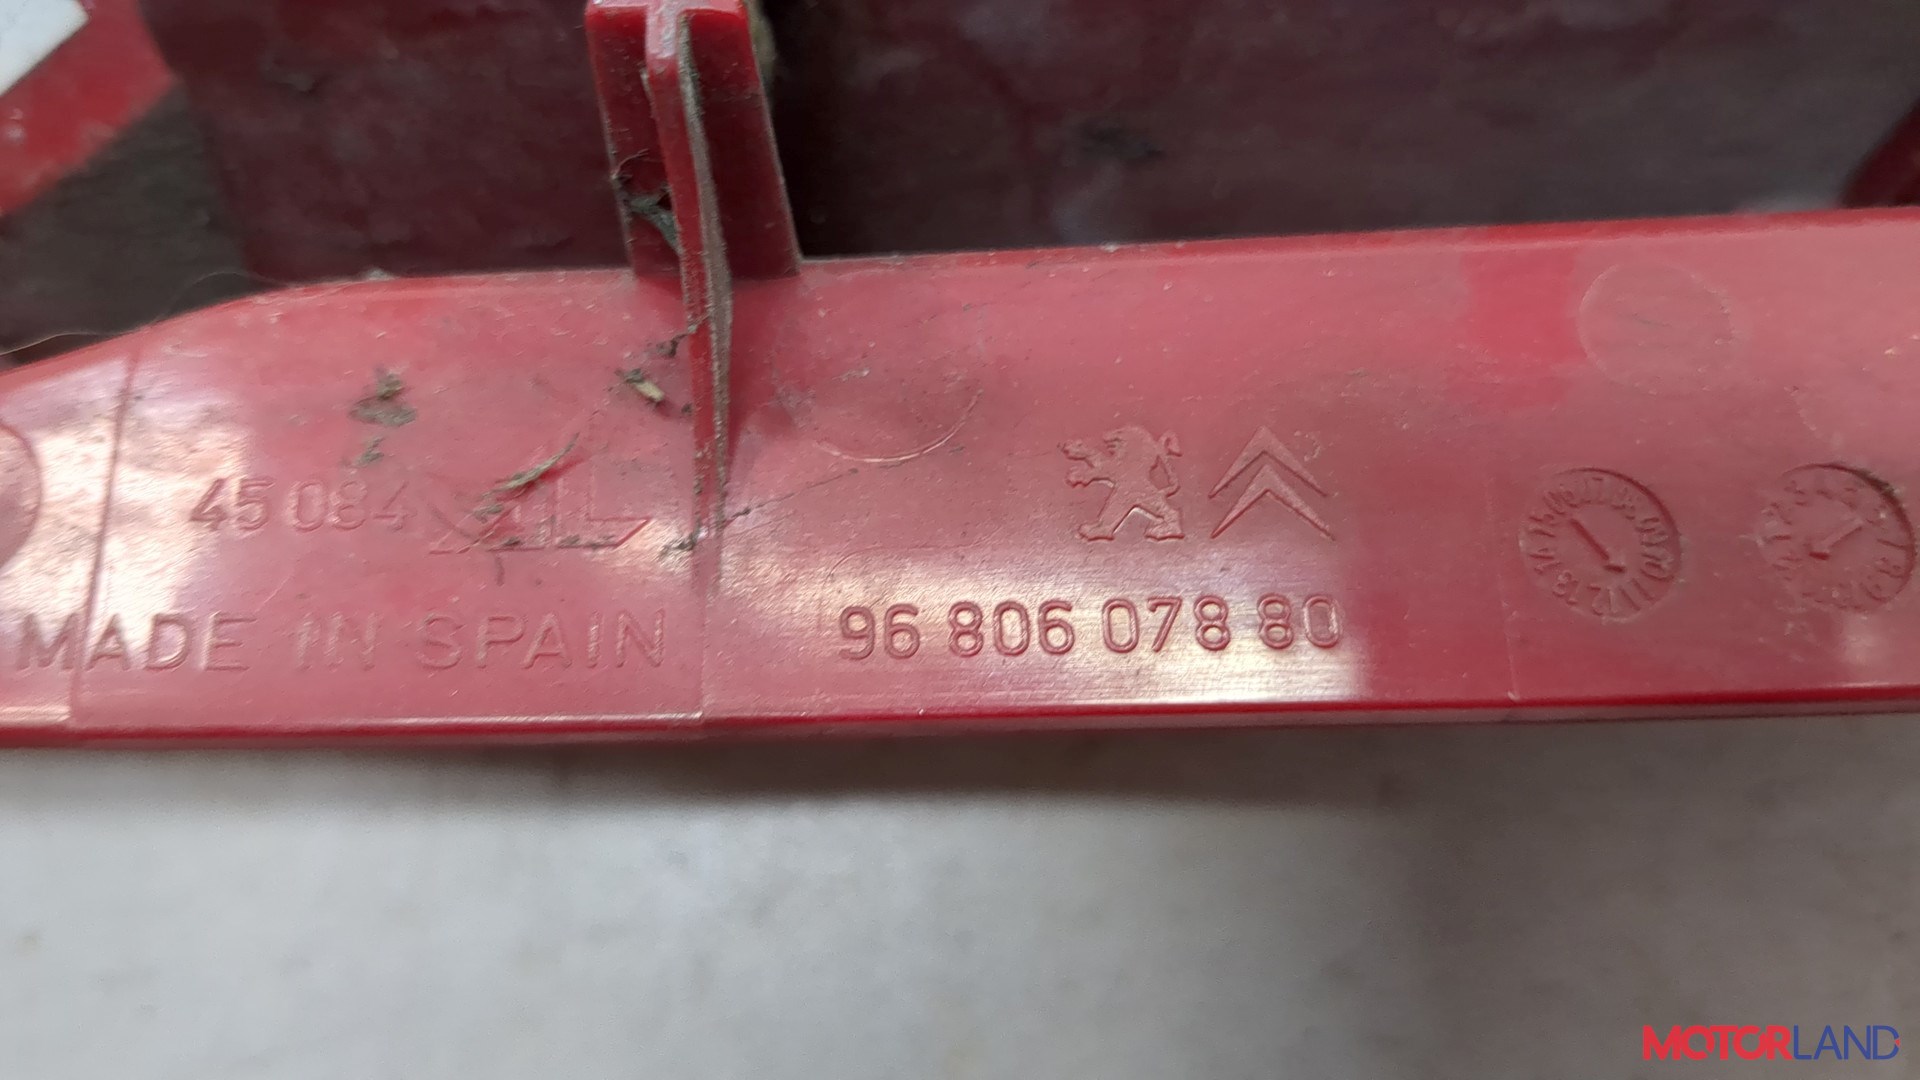 45 084
MADE IN SPAIN
96 806 078 80
MOTORLAND